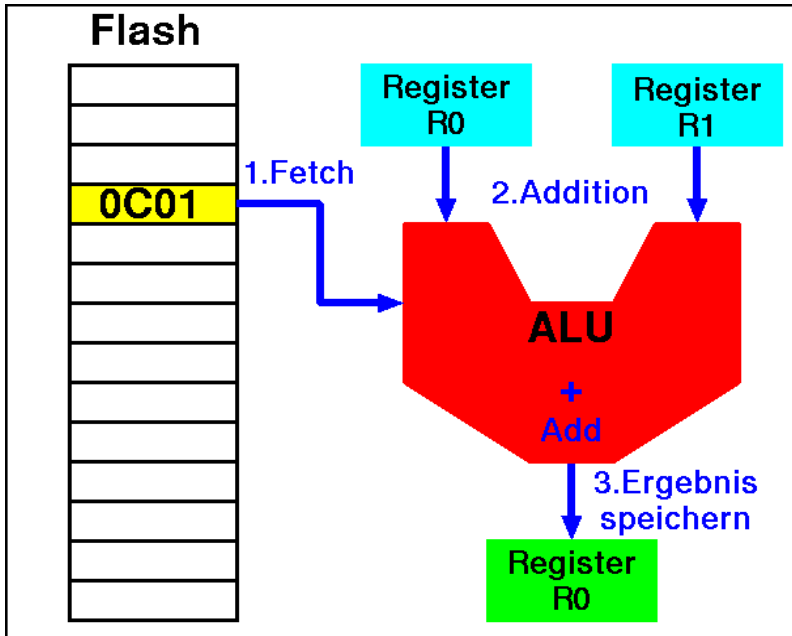 Flash
Register
R0
Register
R1
1.Fetch
2.Addition
0C01
ALU
+
Add
3.Ergebnis
speichern
Register
R0